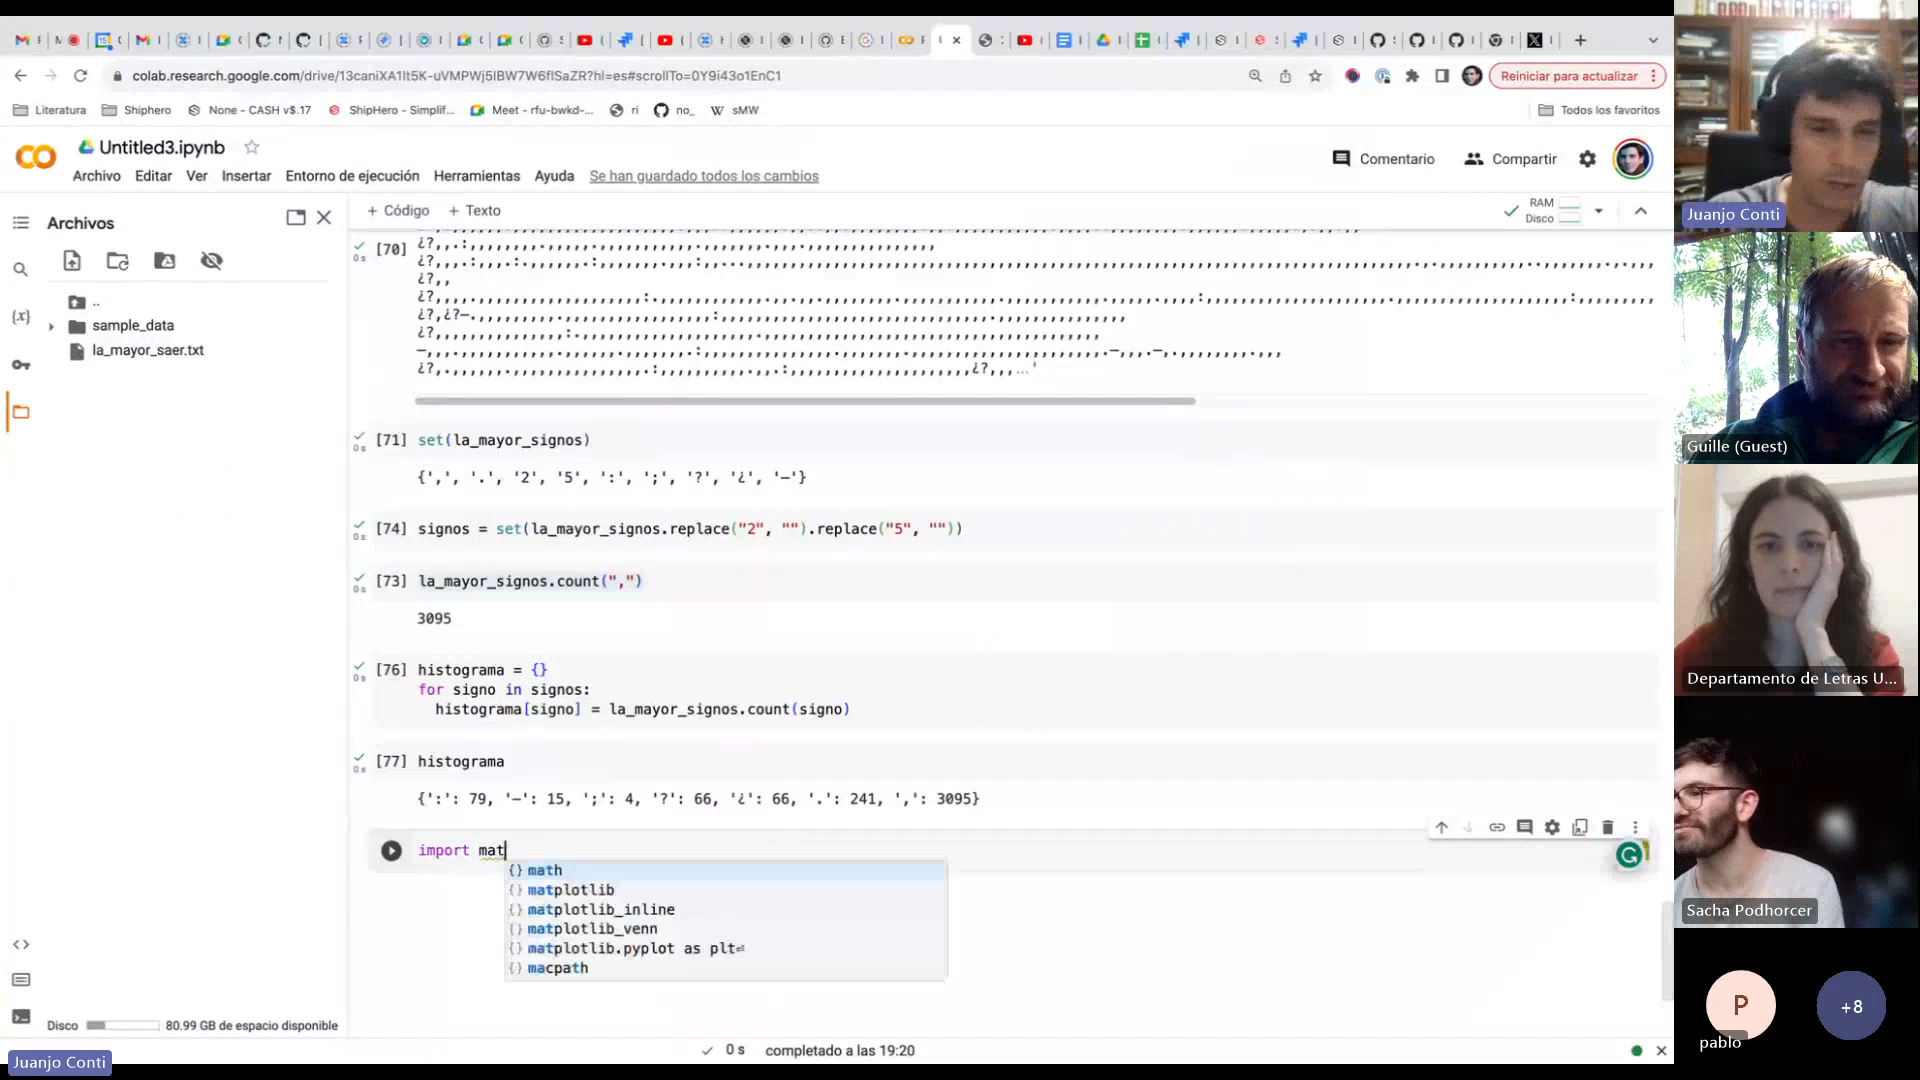 colab.research.google.com/drive/13caniXA1lt5K-uVMPWj5lBW7W6flSaZR?hl=es#scrollTo=0Y9i43o1EnC1
Reiniciar para actualizar
Literatura
Shiphero
None - CASH v$.17
ShipHero - Simplif...
Meet - rfu-bwkd-...
ri
no_
sMW
Todos los favoritos
Untitled3.ipynb
Comentario
Compartir
Archivo Editar Ver Insertar Entorno de ejecución Herramientas Ayuda Se han guardado todos los cambios
Archivos
+ Código + Texto
RAM
Disco
..
sample_data
la_mayor_saer.txt
[70]
[71] set(la_mayor_signos)
{',', '.', '2', '5', ':', ';', '?', '¿', '—'}
[74] signos = set(la_mayor_signos.replace("2", "").replace("5", ""))
[73] la_mayor_signos.count(",")
3095
[76] histograma = {}
for signo in signos:
histograma[signo] = la_mayor_signos.count(signo)
[77] histograma
{':': 79, '—': 15, ';': 4, '?': 66, '¿': 66, '.': 241, ',': 3095}
import mat
{} math
{} matplotlib
{} matplotlib_inline
{} matplotlib_venn
{} matplotlib.pyplot as plt⏎
{} macpath
Disco
80.99 GB de espacio disponible
0 s completado a las 19:20
Juanjo Conti
Juanjo Conti
Guille (Guest)
Departamento de Letras U...
Sacha Podhorcer
P
pablo
+8